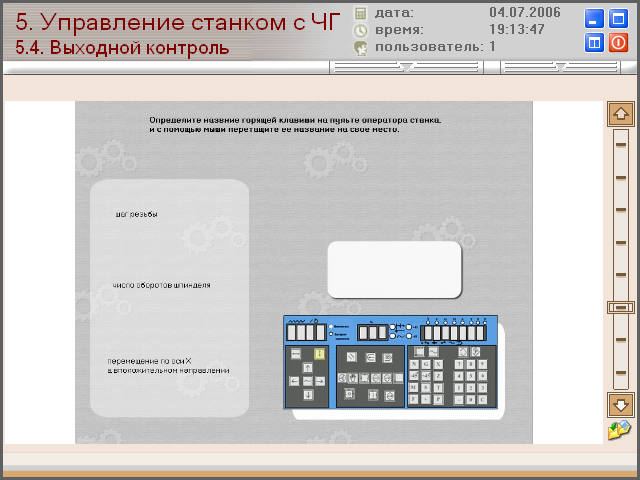 5. Управление станком с ЧГ
5.4. Выходной контроль
дата: 04.07.2006
время: 19:13:47
пользователь: 1
Определите назвние горящей клавиши на пульте оператора станка.
и с помощью мыши перетащите ее название на свое место.
шаг резьбы
число оборотов шпинделя
перемещение по оси X
в вположительном направлении